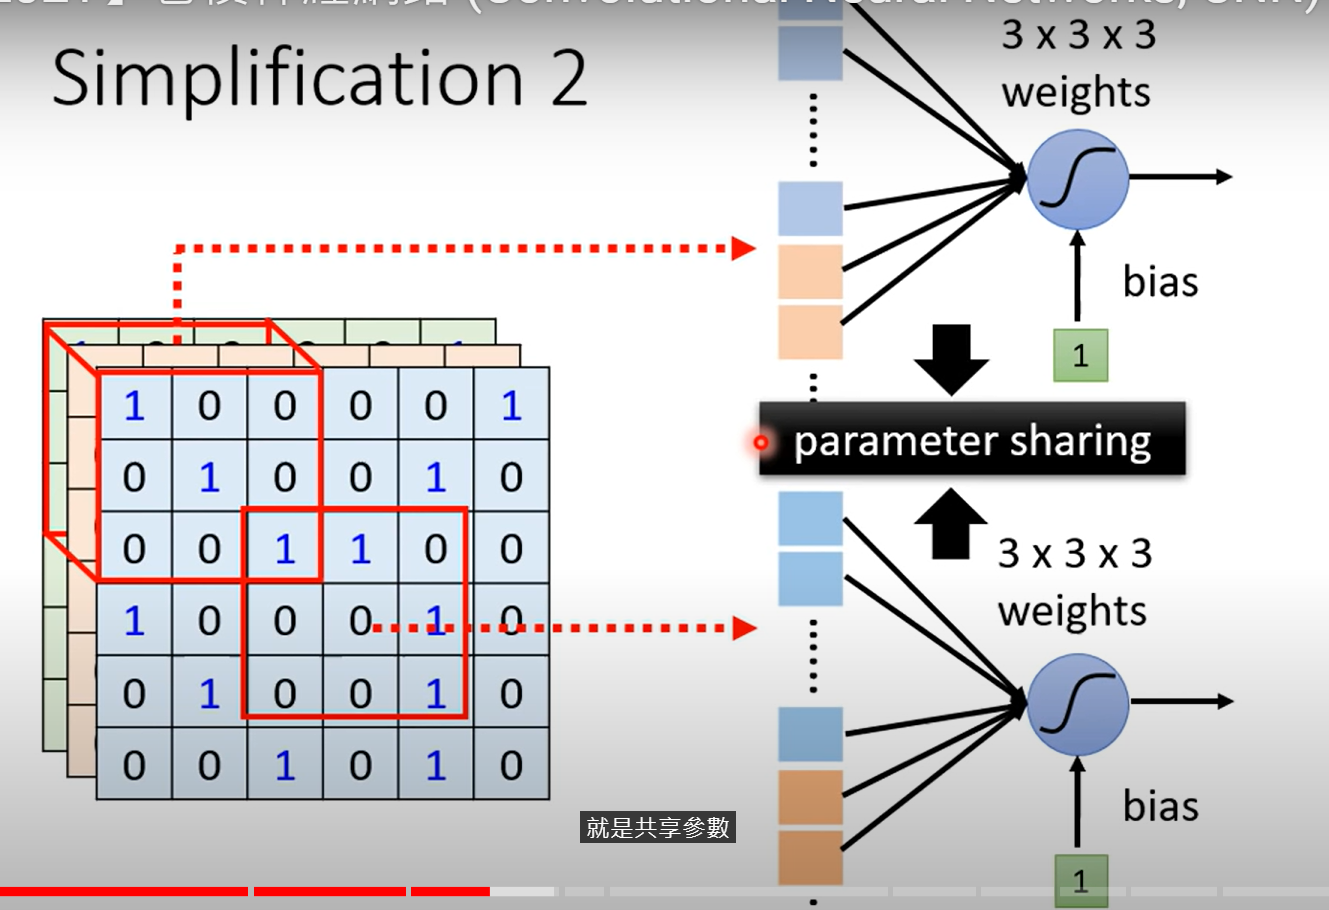 (Convolutional Neural Networks, CNN)
Simplification 2
3 x 3 x 3
weights
bias
1
parameter sharing
1 0 0 0 0 1
0 1 0 0 1 0
0 0 1 1 0 0
1 0 0 0 1 0
0 1 0 0 1 0
0 0 1 0 1 0
3 x 3 x 3
weights
bias
1
就是共享參數